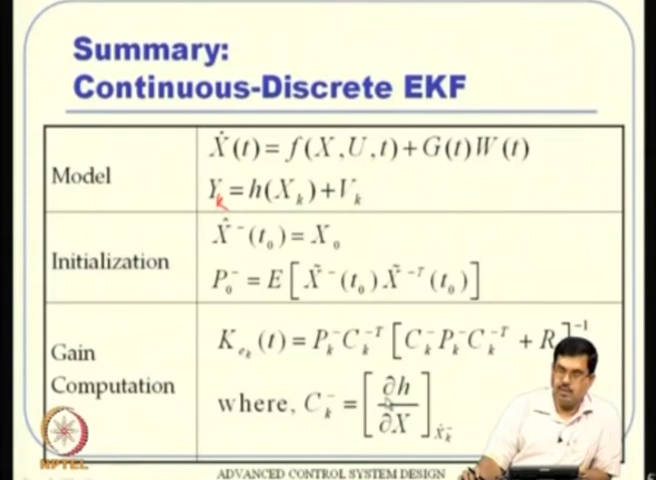 Summary:
Continuous-Discrete EKF
Model
Ẋ(t) = f(X, U, t) + G(t)W(t)
Y_k = h(X_k) + V_k
Initialization
X̂⁻(t₀) = X₀
P₀⁻ = E[X̃⁻(t₀)X̃⁻ᵀ(t₀)]
Gain
Computation
K_{e_k}(t) = P_k⁻C_k⁻ᵀ[C_k⁻P_k⁻C_k⁻ᵀ + R ]⁻¹
where, C_k⁻ = [∂h/∂X]_{X̂_k⁻}
NPTEL
ADVANCED CONTROL SYSTEM DESIGN